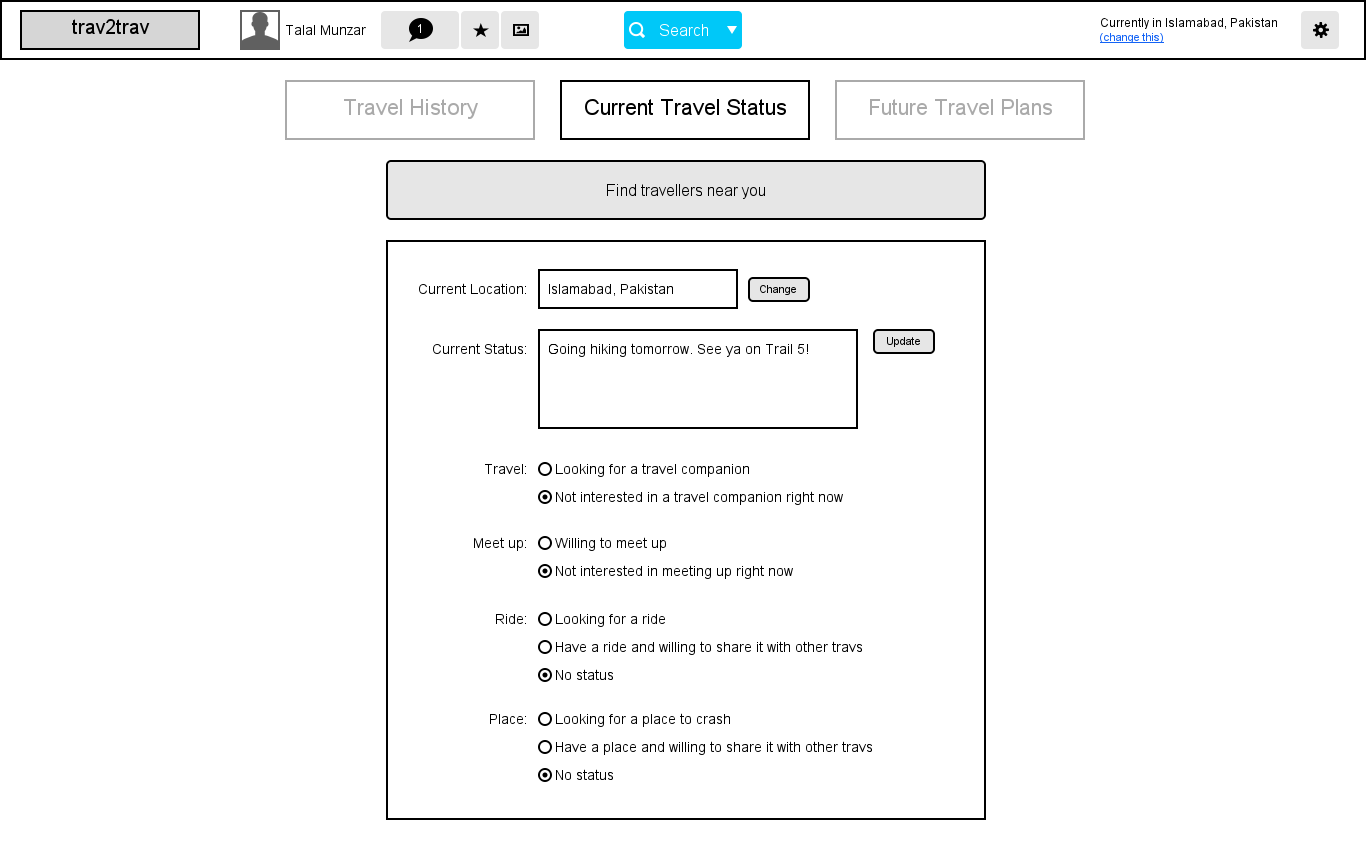 trav2trav
Talal Munzar
1
Search
Currently in Islamabad, Pakistan
(change this)
Travel History
Current Travel Status
Future Travel Plans
Find travellers near you
Current Location: Islamabad, Pakistan Change
Current Status: Going hiking tomorrow. See ya on Trail 5! Update
Travel: Looking for a travel companion
Not interested in a travel companion right now
Meet up: Willing to meet up
Not interested in meeting up right now
Ride: Looking for a ride
Have a ride and willing to share it with other travs
No status
Place: Looking for a place to crash
Have a place and willing to share it with other travs
No status